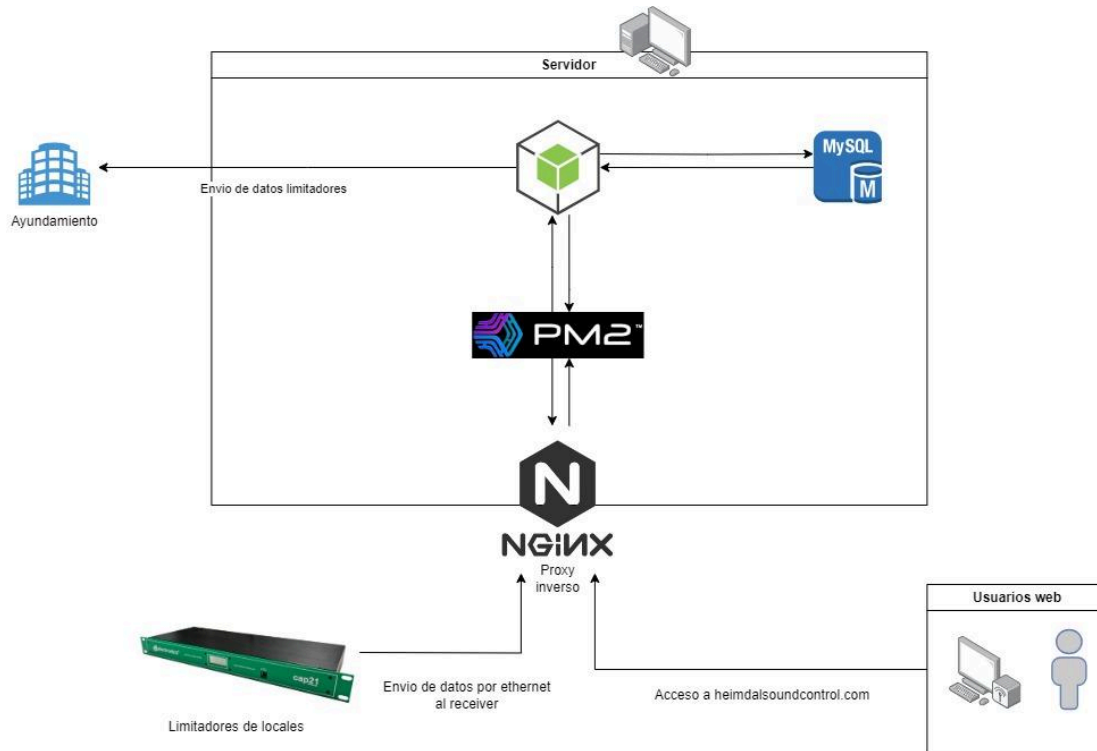 Servidor
MySQL
M
Envio de datos limitadores
Ayundamiento
PM2™
N
NGiNX
Proxy
inverso
Usuarios web
cap21
Envio de datos por ethernet
al receiver
Acceso a heimdalsoundcontrol.com
Limitadores de locales